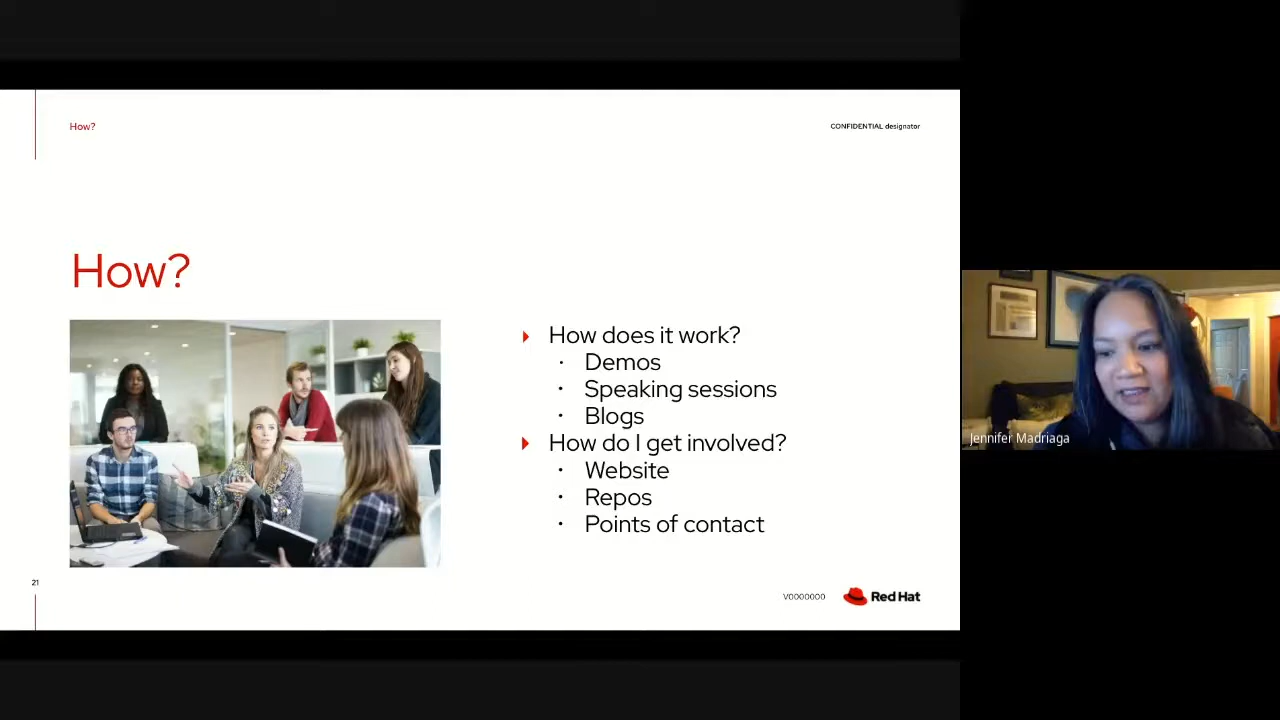 How?
CONFIDENTIAL designator
How?
How does it work?
Demos
Speaking sessions
Blogs
How do I get involved?
Website
Repos
Points of contact
Jennifer Madriaga
21
V0000000
Red Hat